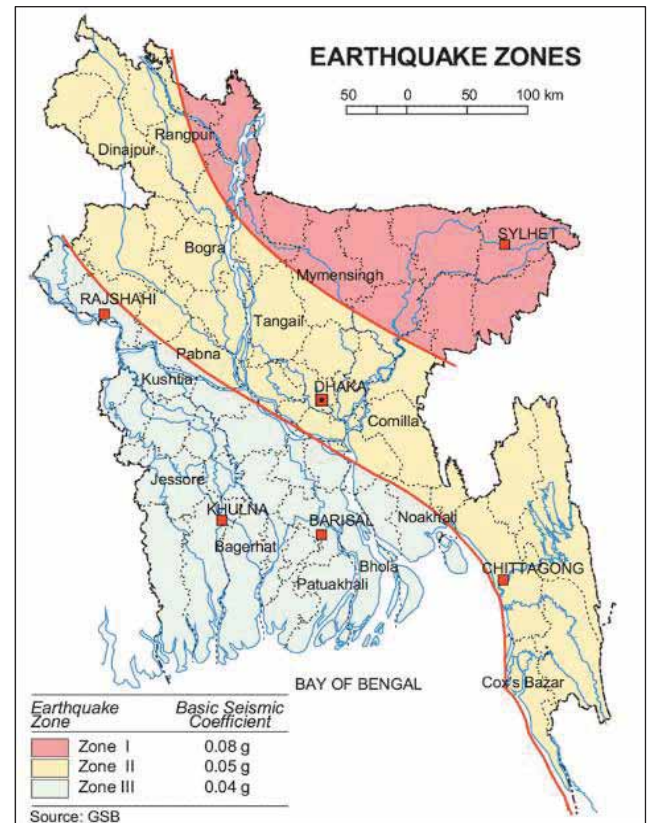 EARTHQUAKE ZONES
50 0 50 100 km
Rangpur
Dinajpur
SYLHET
Bogra
Mymensingh
RAJSHAHI
Tangail
Pabna
Kushtia
DHAKA
Comilla
Jessore
KHULNA
BARISAL
Noakhali
Bagerhat
Bhola
CHITTAGONG
Patuakhali
BAY OF BENGAL
Cox's Bazar
Earthquake Zone
Basic Seismic Coefficient
Zone I 0.08 g
Zone II 0.05 g
Zone III 0.04 g
Source: GSB